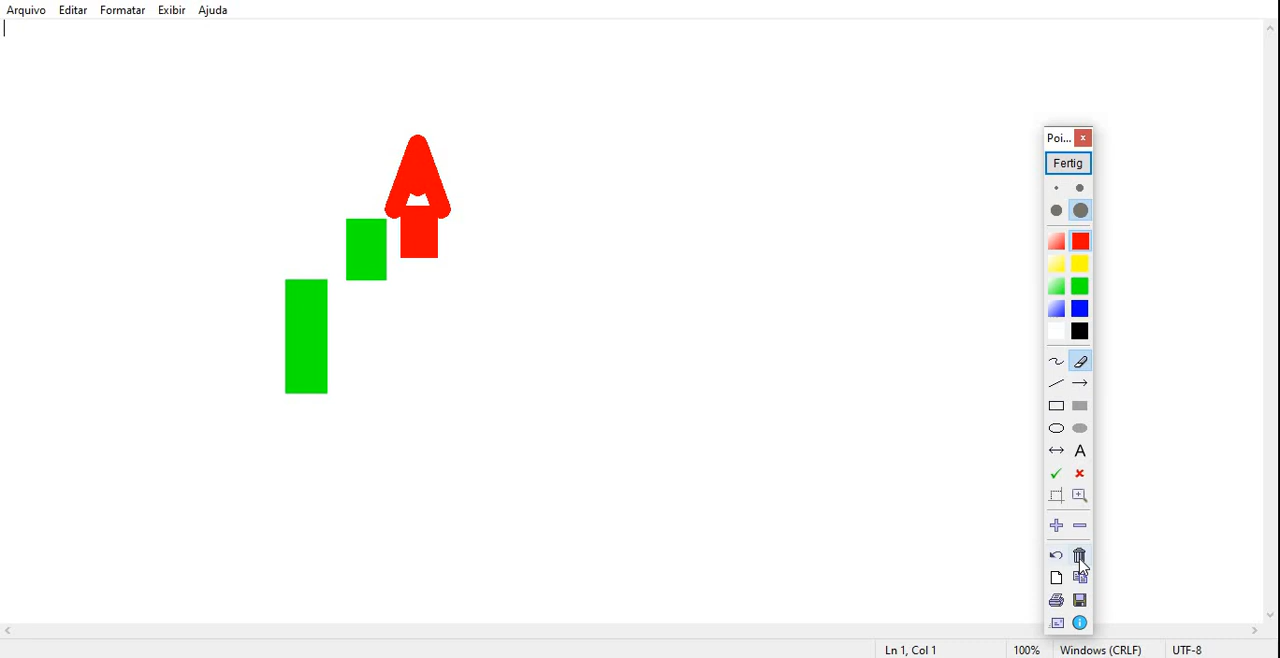 Arquivo Editar Formatar Exibir Ajuda
Poi...
Fertig
A
Ln 1, Col 1 100% Windows (CRLF) UTF-8